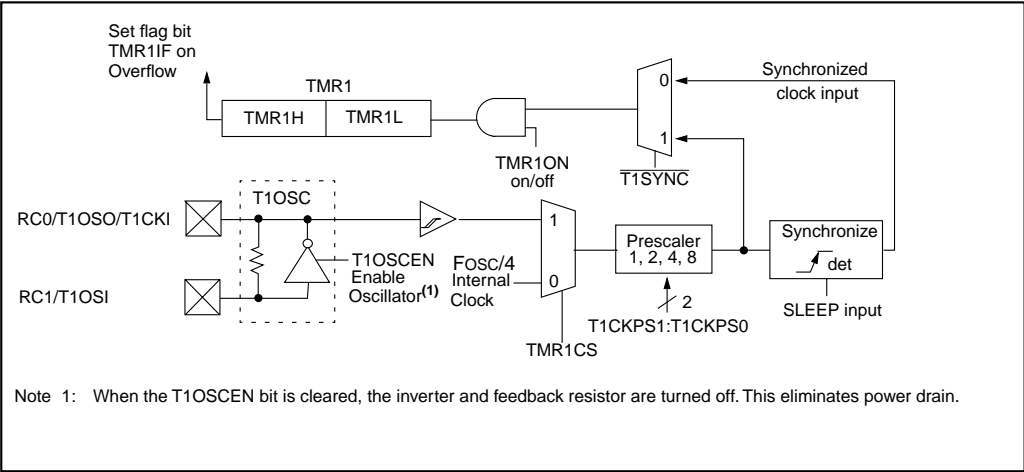 Set flag bit
TMR1IF on
Overflow
TMR1
TMR1H
TMR1L
TMR1ON
on/off
0
1
T1SYNC
Synchronized
clock input
RC0/T1OSO/T1CKI
RC1/T1OSI
T1OSC
T1OSCEN
Enable
Oscillator(1)
FOSC/4
Internal
Clock
1
0
TMR1CS
Prescaler
1, 2, 4, 8
2
T1CKPS1:T1CKPS0
Synchronize
det
SLEEP input
Note 1: When the T1OSCEN bit is cleared, the inverter and feedback resistor are turned off. This eliminates power drain.